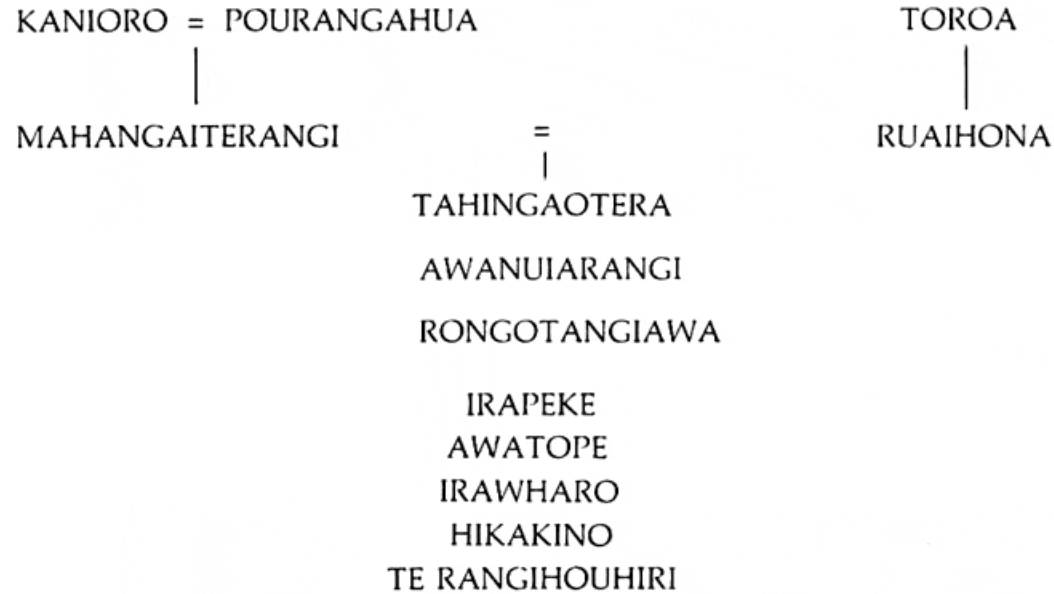 KANIORO = POURANGAHUA TOROA
MAHANGAITERANGI = RUAIHONA
TAHINGAOTERA
AWANUIARANGI
RONGOTANGIAWA
IRAPEKE
AWATOPE
IRAWHARO
HIKAKINO
TE RANGIHOUHIRI